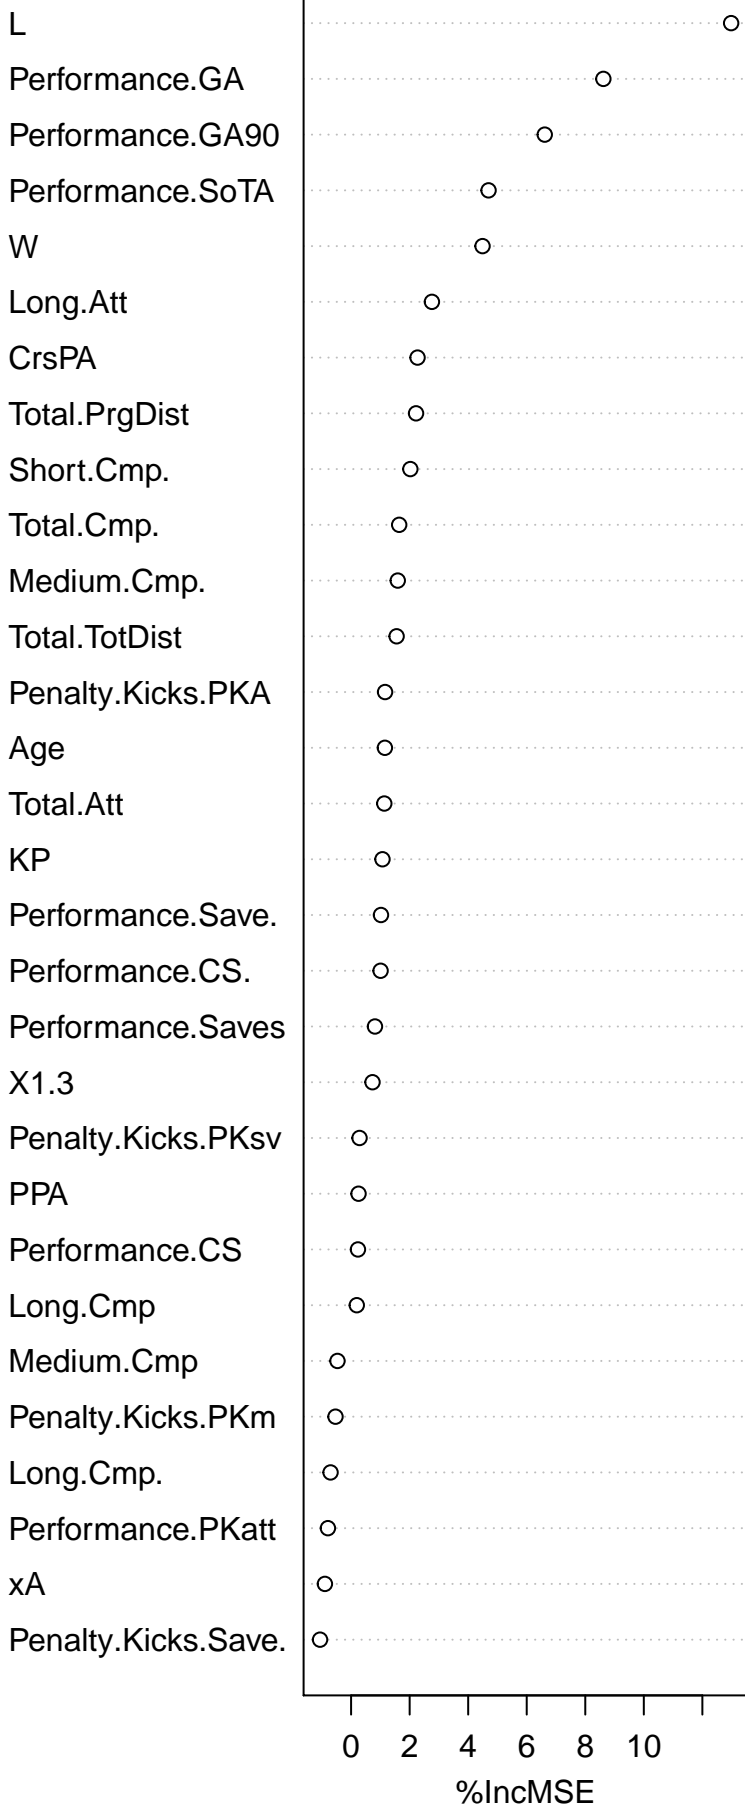 L
Performance.GA
Performance.GA90
Performance.SoTA
W
Long.Att
CrsPA
Total.PrgDist
Short.Cmp.
Total.Cmp.
Medium.Cmp.
Total.TotDist
Penalty.Kicks.PKA
Age
Total.Att
KP
Performance.Save.
Performance.CS.
Performance.Saves
X1.3
Penalty.Kicks.PKsv
PPA
Performance.CS
Long.Cmp
Medium.Cmp
Penalty.Kicks.PKm
Long.Cmp.
Performance.PKatt
xA
Penalty.Kicks.Save.
0 2 4 6 8 10
%IncMSE